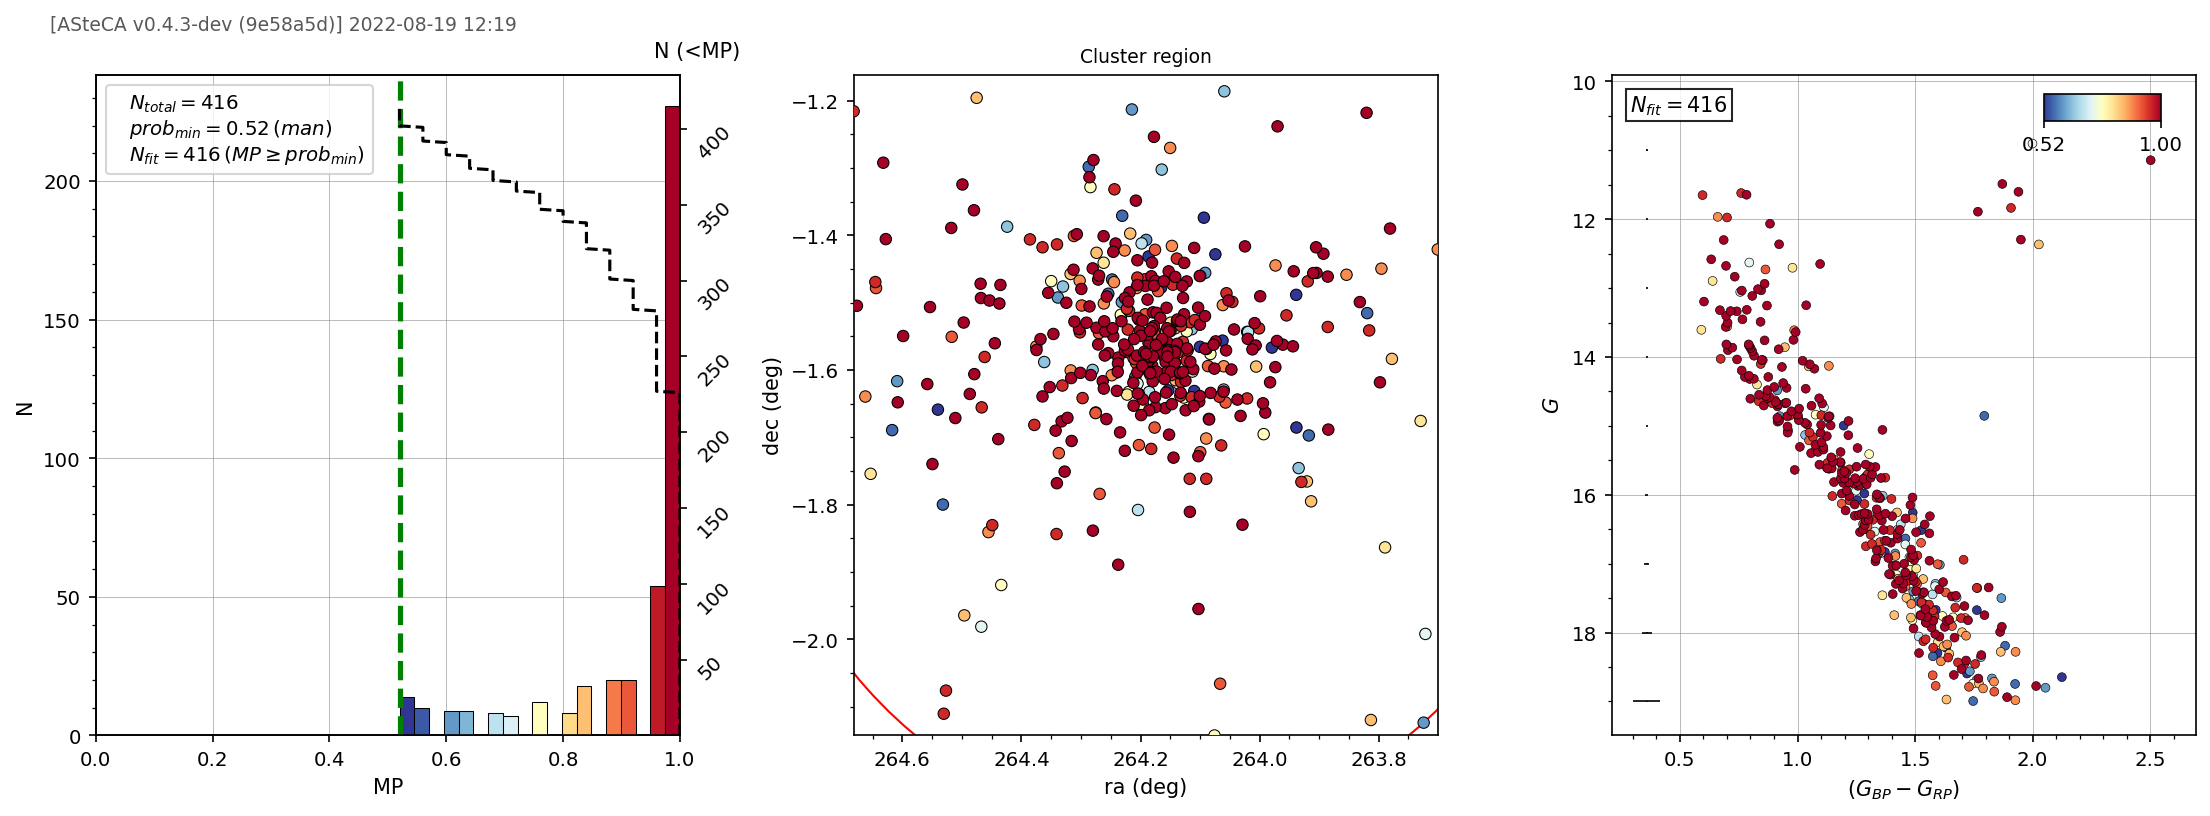 [ASteCA v0.4.3-dev (9e58a5d)] 2022-08-19 12:19
N (<MP)
N_total = 416
prob_min = 0.52 (man)
N_fit = 416 (MP ≥ prob_min)
N
0
50
100
150
200
50
100
150
200
250
300
350
400
0.0 0.2 0.4 0.6 0.8 1.0
MP
Cluster region
dec (deg)
−1.2
−1.4
−1.6
−1.8
−2.0
264.6 264.4 264.2 264.0 263.8
ra (deg)
N_fit = 416
0.52 1.00
G
10
12
14
16
18
0.5 1.0 1.5 2.0 2.5
(G_BP − G_RP)